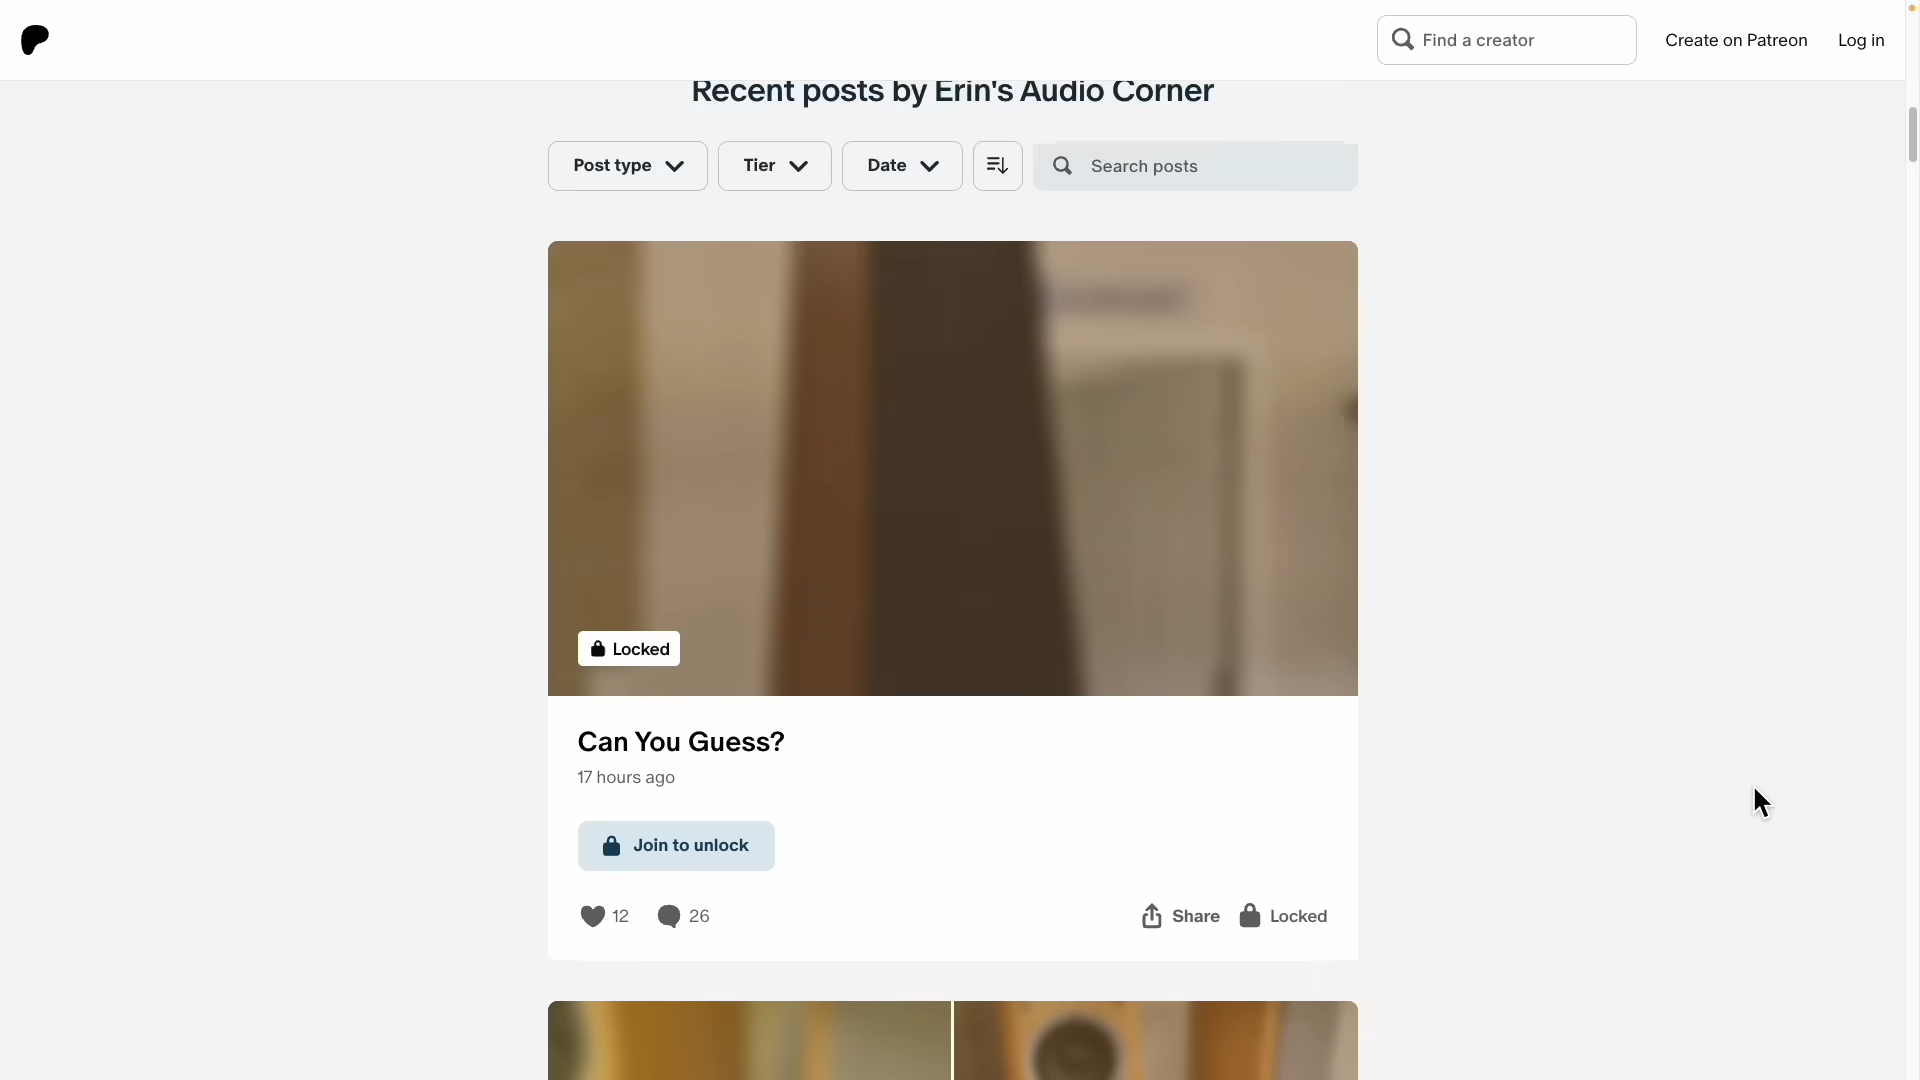 Find a creator
Create on Patreon
Log in
Recent posts by Erin's Audio Corner
Post type
Tier
Date
Search posts
Locked
Can You Guess?
17 hours ago
Join to unlock
12
26
Share
Locked